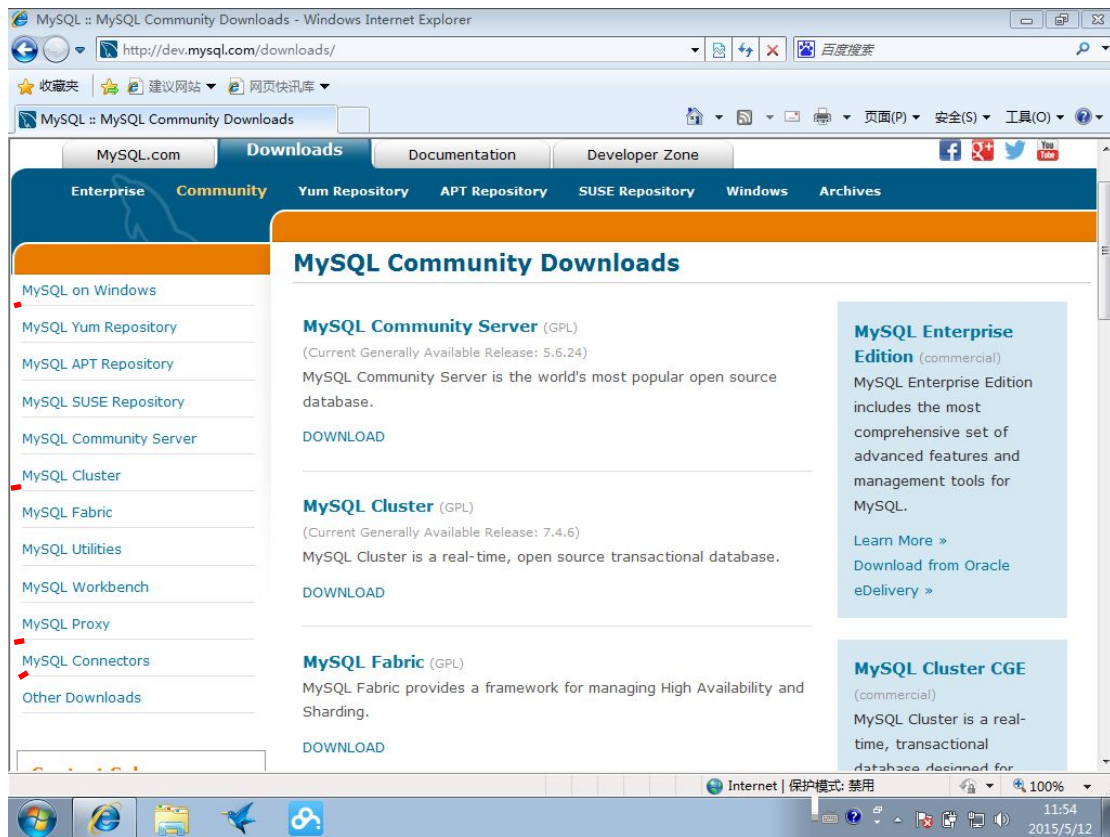 MySQL :: MySQL Community Downloads - Windows Internet Explorer
http://dev.mysql.com/downloads/
百度搜索
收藏夹 建议网站 网页快讯库
MySQL :: MySQL Community Downloads
页面(P) 安全(S) 工具(O)
MySQL.com Downloads Documentation Developer Zone
You Tube
Enterprise Community Yum Repository APT Repository SUSE Repository Windows Archives
MySQL on Windows
MySQL Yum Repository
MySQL APT Repository
MySQL SUSE Repository
MySQL Community Server
MySQL Cluster
MySQL Fabric
MySQL Utilities
MySQL Workbench
MySQL Proxy
MySQL Connectors
Other Downloads
MySQL Community Downloads
MySQL Community Server (GPL)
(Current Generally Available Release: 5.6.24)
MySQL Community Server is the world's most popular open source
database.
DOWNLOAD
MySQL Cluster (GPL)
(Current Generally Available Release: 7.4.6)
MySQL Cluster is a real-time, open source transactional database.
DOWNLOAD
MySQL Fabric (GPL)
MySQL Fabric provides a framework for managing High Availability and
Sharding.
DOWNLOAD
MySQL Enterprise
Edition (commercial)
MySQL Enterprise Edition
includes the most
comprehensive set of
advanced features and
management tools for
MySQL.
Learn More »
Download from Oracle
eDelivery »
MySQL Cluster CGE
(commercial)
MySQL Cluster is a real-
time, transactional
database designed for
Internet | 保护模式: 禁用 100%
11:54
2015/5/12